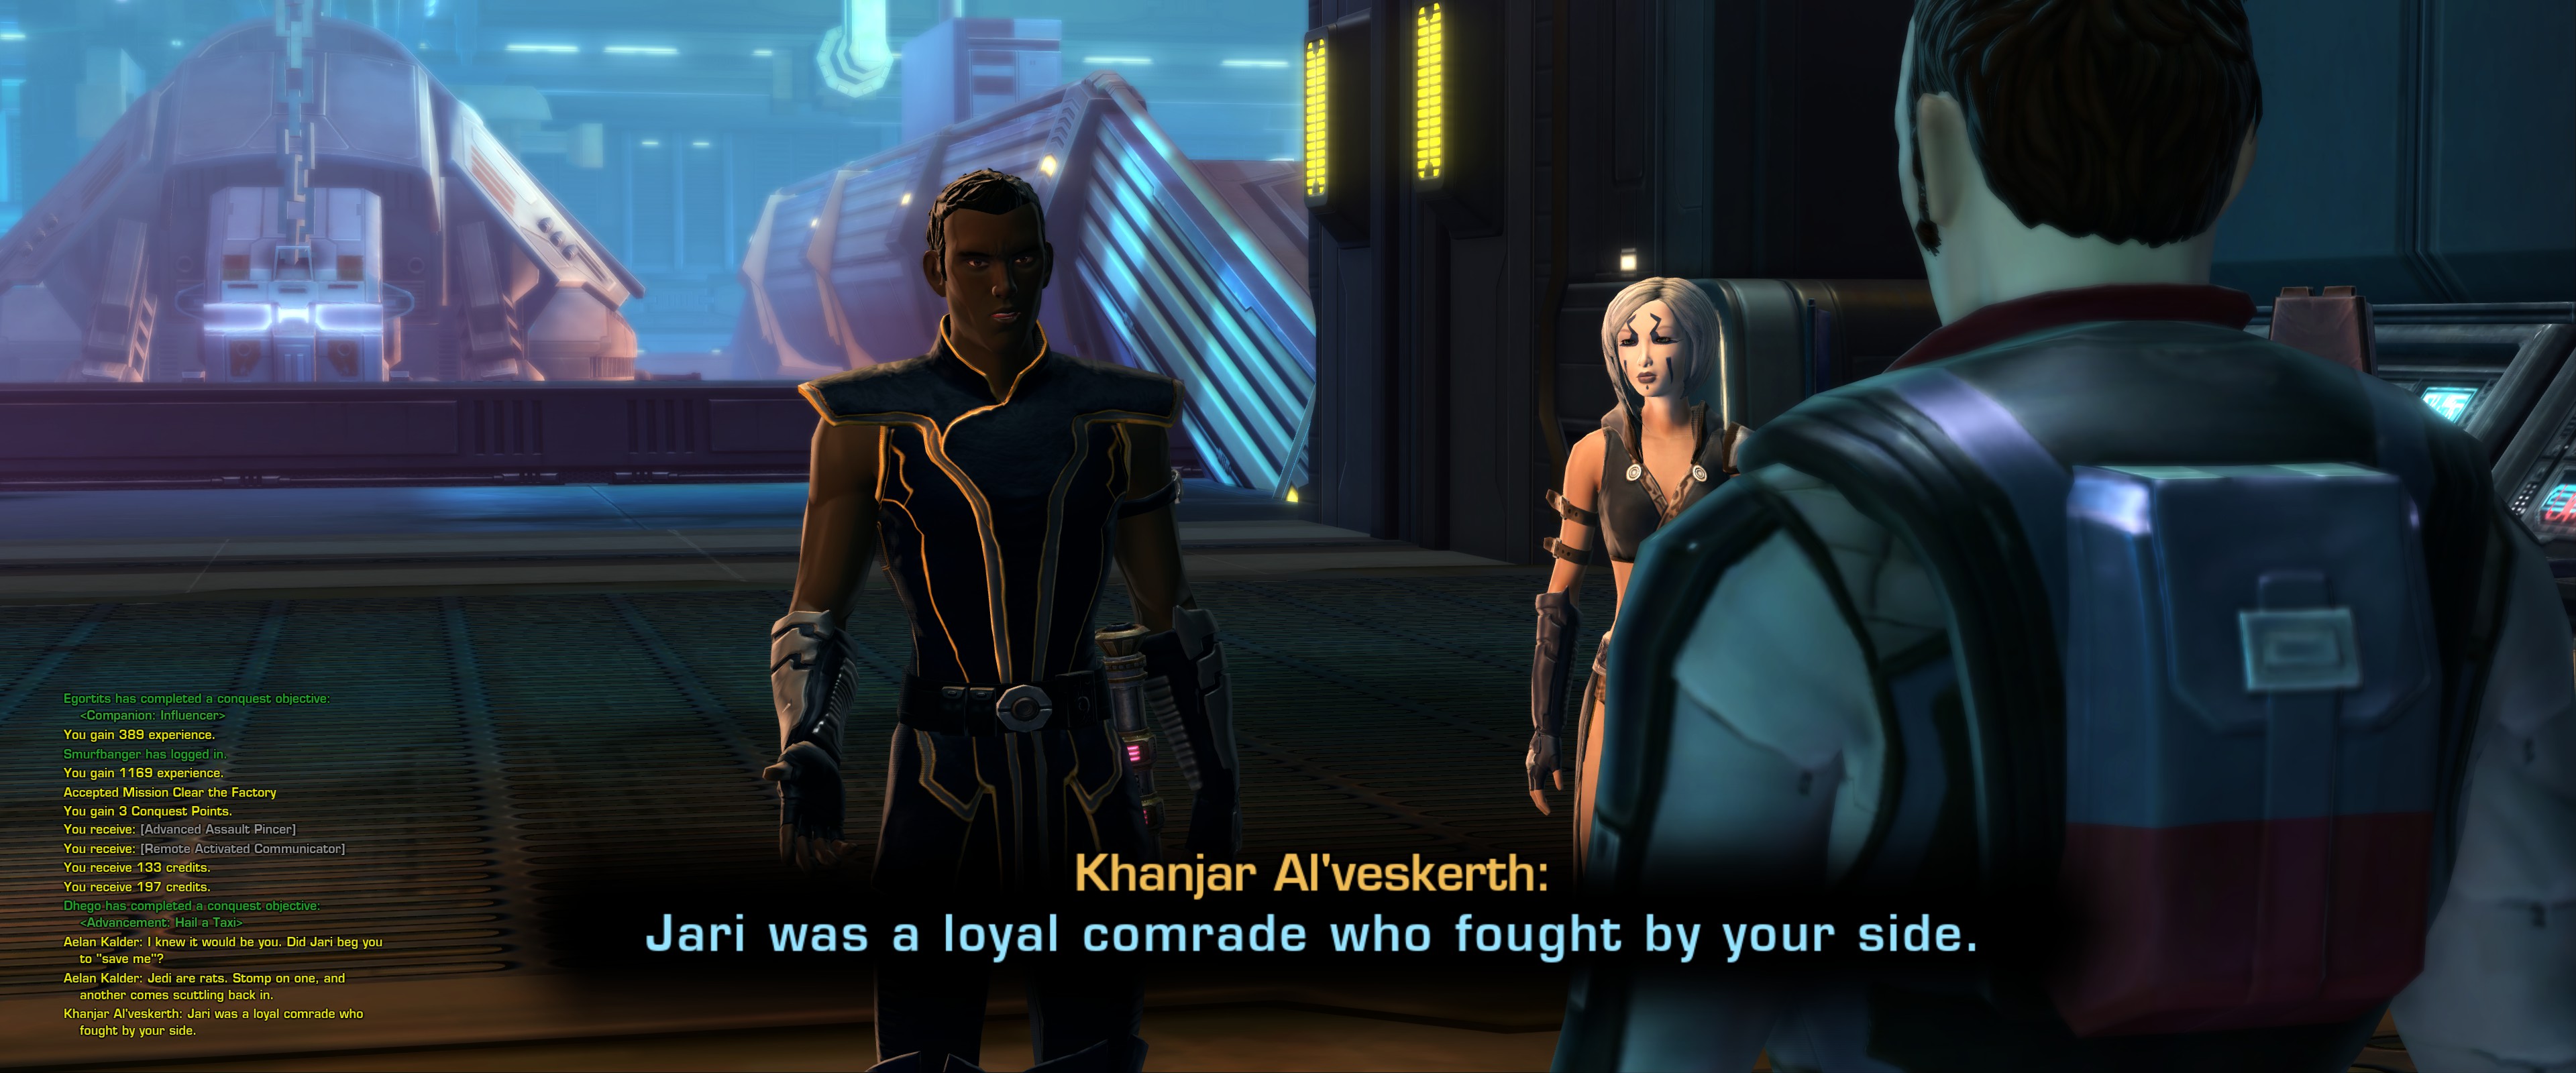 Egortits has completed a conquest objective:
<Companion: Influencer>
You gain 389 experience.
Smurfbanger has logged in.
You gain 1169 experience.
Accepted Mission Clear the Factory
You gain 3 Conquest Points.
You receive: [Advanced Assault Pincer]
You receive: [Remote Activated Communicator]
You receive 133 credits.
You receive 197 credits.
Dhego has completed a conquest objective:
<Advancement: Hail a Taxi>
Aelan Kalder: I knew it would be you. Did Jari beg you
to "save me"?
Aelan Kalder: Jedi are rats. Stomp on one, and
another comes scuttling back in.
Khanjar Al'veskerth: Jari was a loyal comrade who
fought by your side.
Khanjar Al'veskerth:
Jari was a loyal comrade who fought by your side.